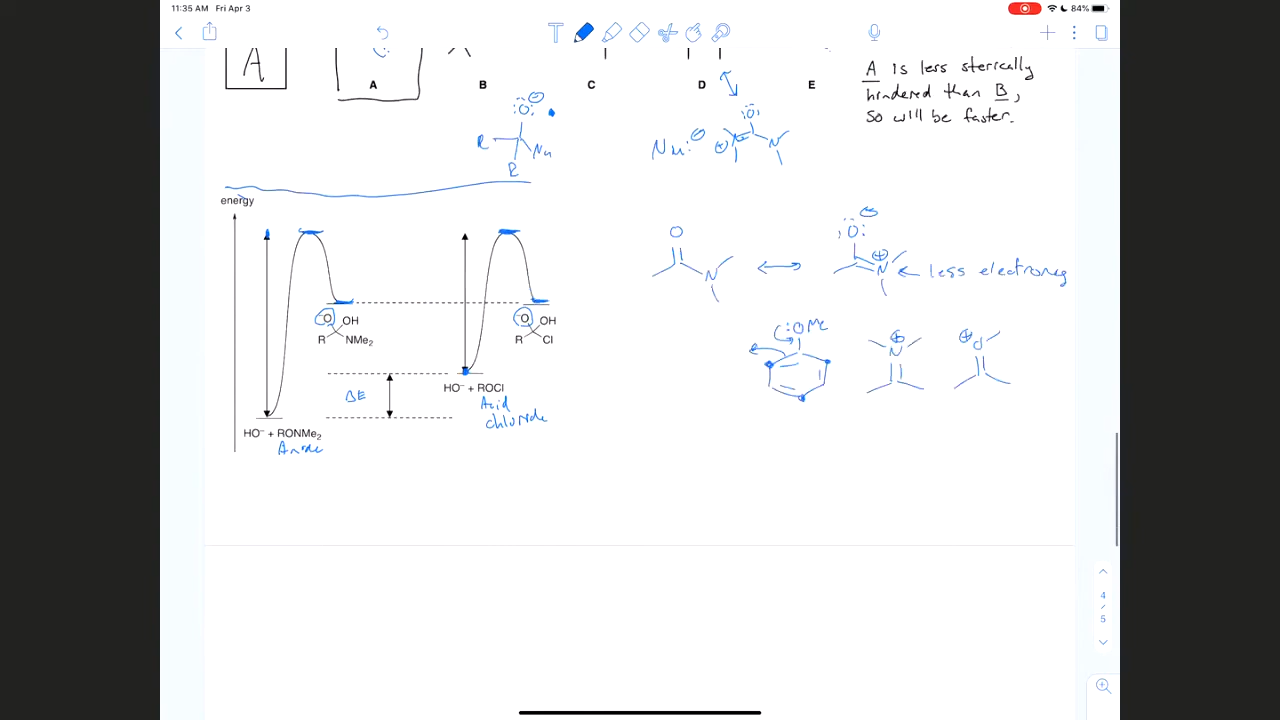 11:35 AM Fri Apr 3
84%
A
A B C D E
A is less sterically
hindered than B,
so will be faster.
:Ö: ⊖
R
Nu
R
Nu: ⊖
:Ö:
⊕
N
energy
O
N
:Ö: ⊖
⊕
N ← less electroneg
⁻O OH
R NMe₂
⁻O OH
R Cl
ΔE
HO⁻ + ROCl
Acid
chloride
HO⁻ + RONMe₂
Amide
:OMe
⊕
N
⊕
O
4
/
5